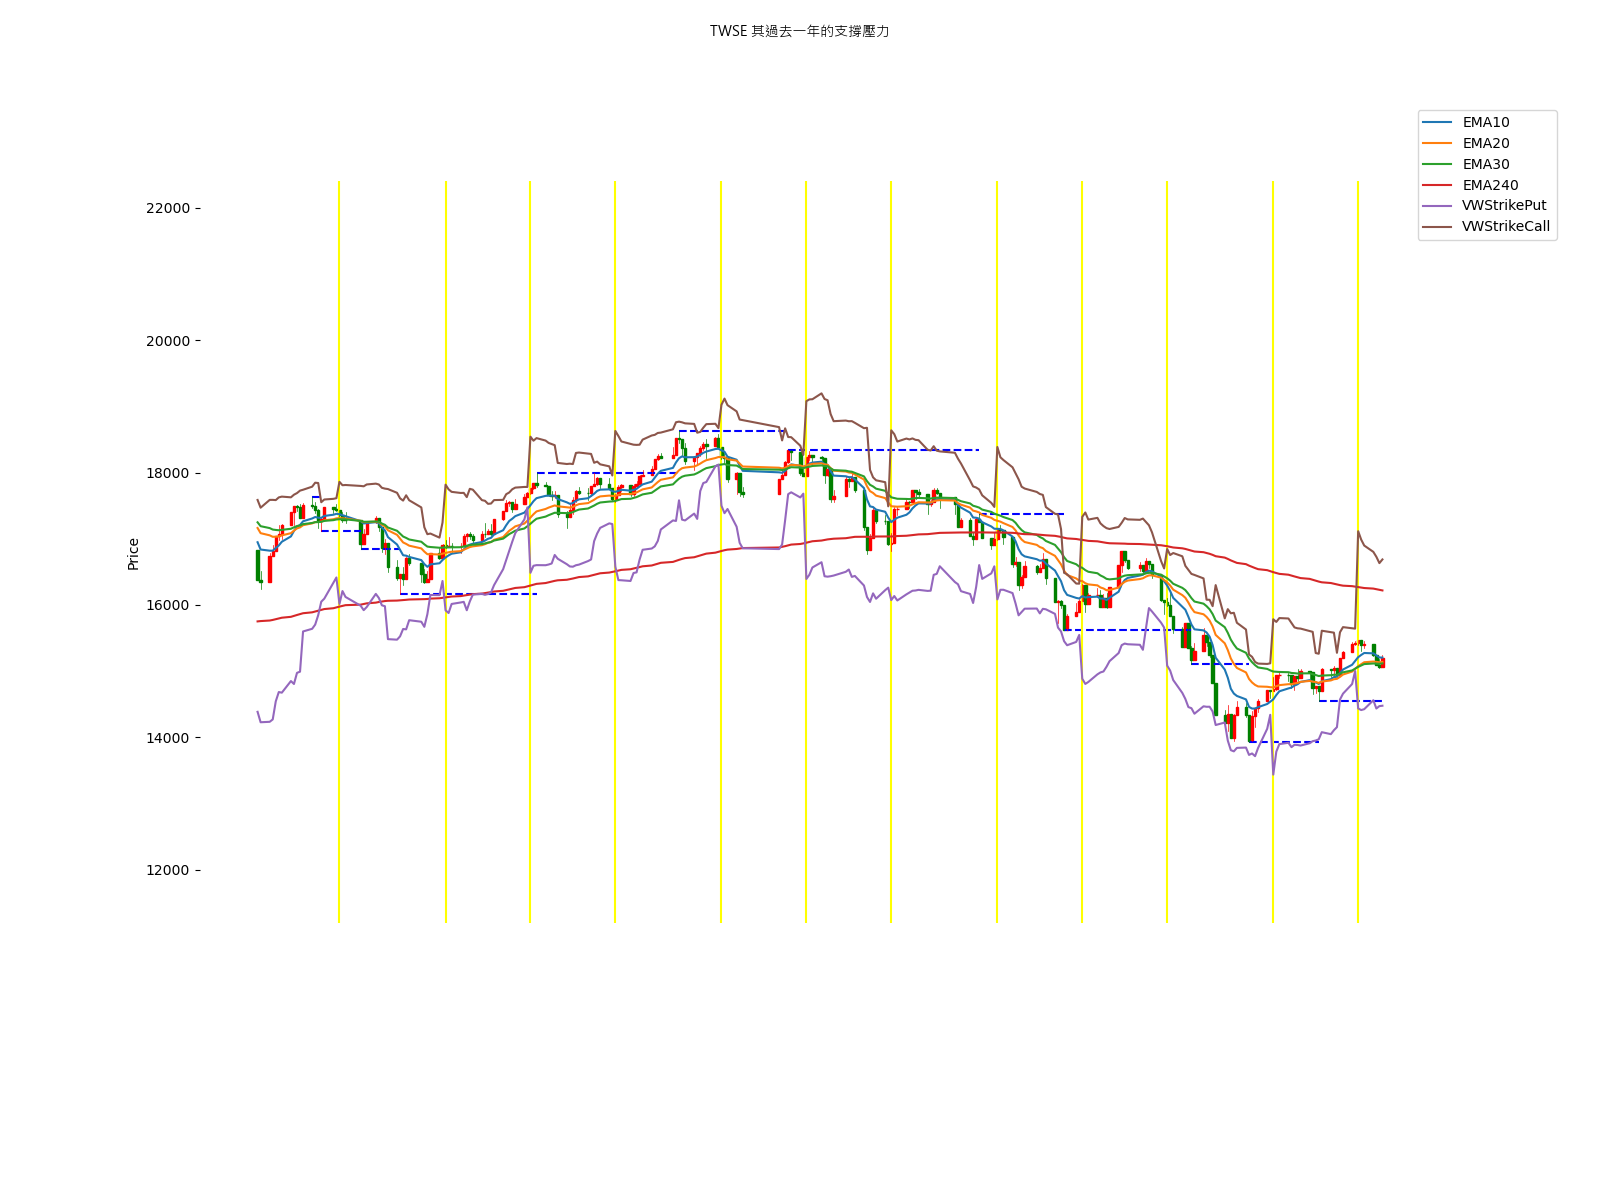 TWSE 其過去一年的支撐壓力
EMA10
EMA20
EMA30
EMA240
VWStrikePut
VWStrikeCall
22000
20000
18000
16000
14000
12000
Price